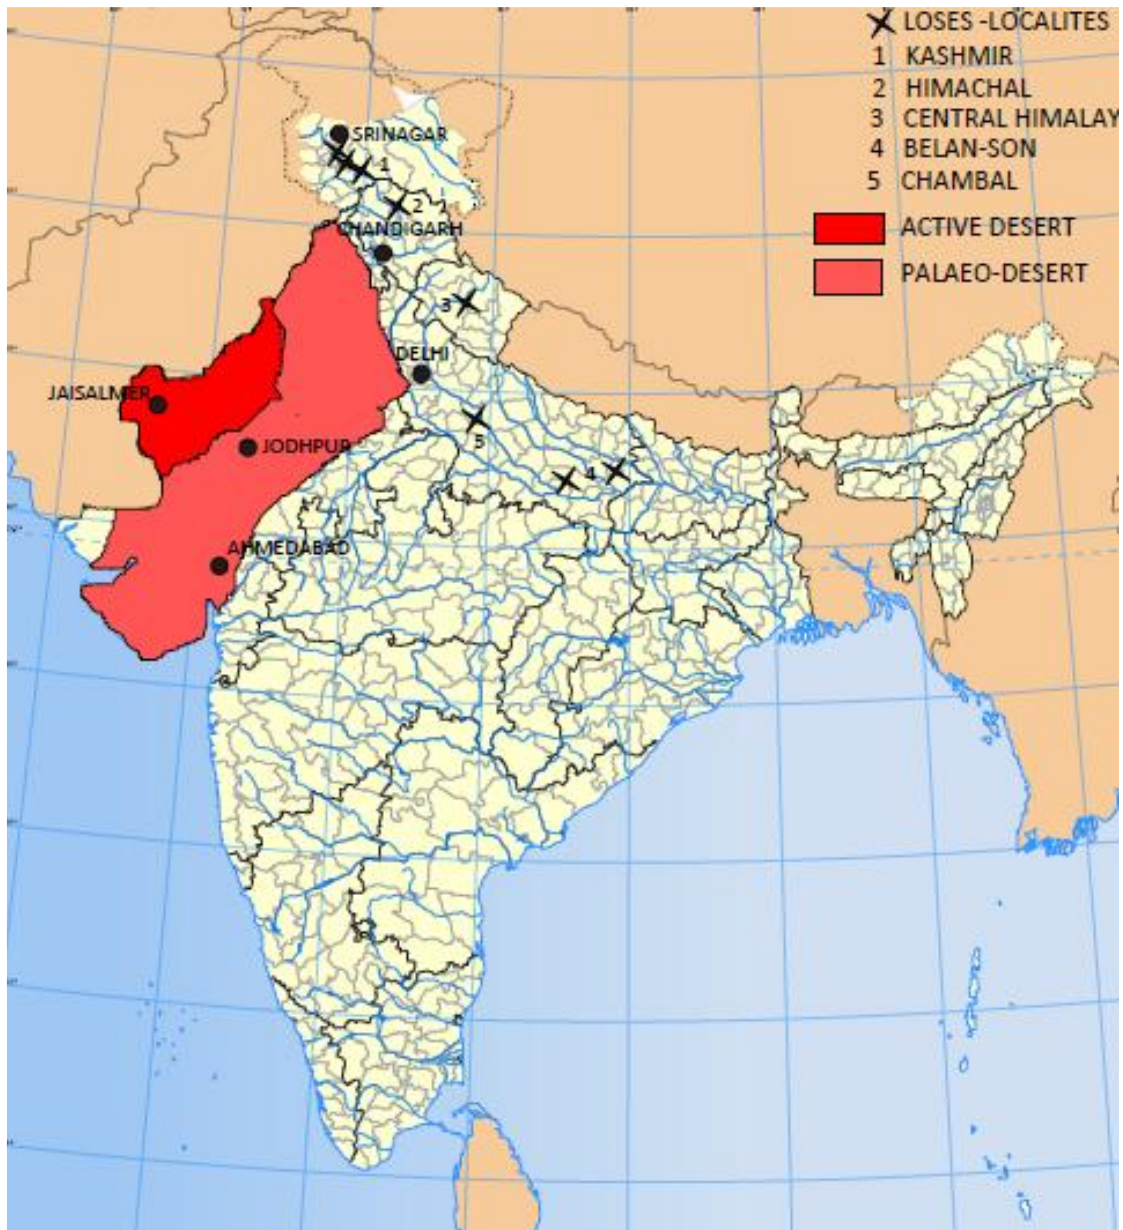 LOSES -LOCALITES
1 KASHMIR
2 HIMACHAL
3 CENTRAL HIMALAY
4 BELAN-SON
5 CHAMBAL
ACTIVE DESERT
PALAEO-DESERT
SRINAGAR
1
2
CHANDIGARH
3
DELHI
JAISALMER
5
JODHPUR
4
AHMEDABAD